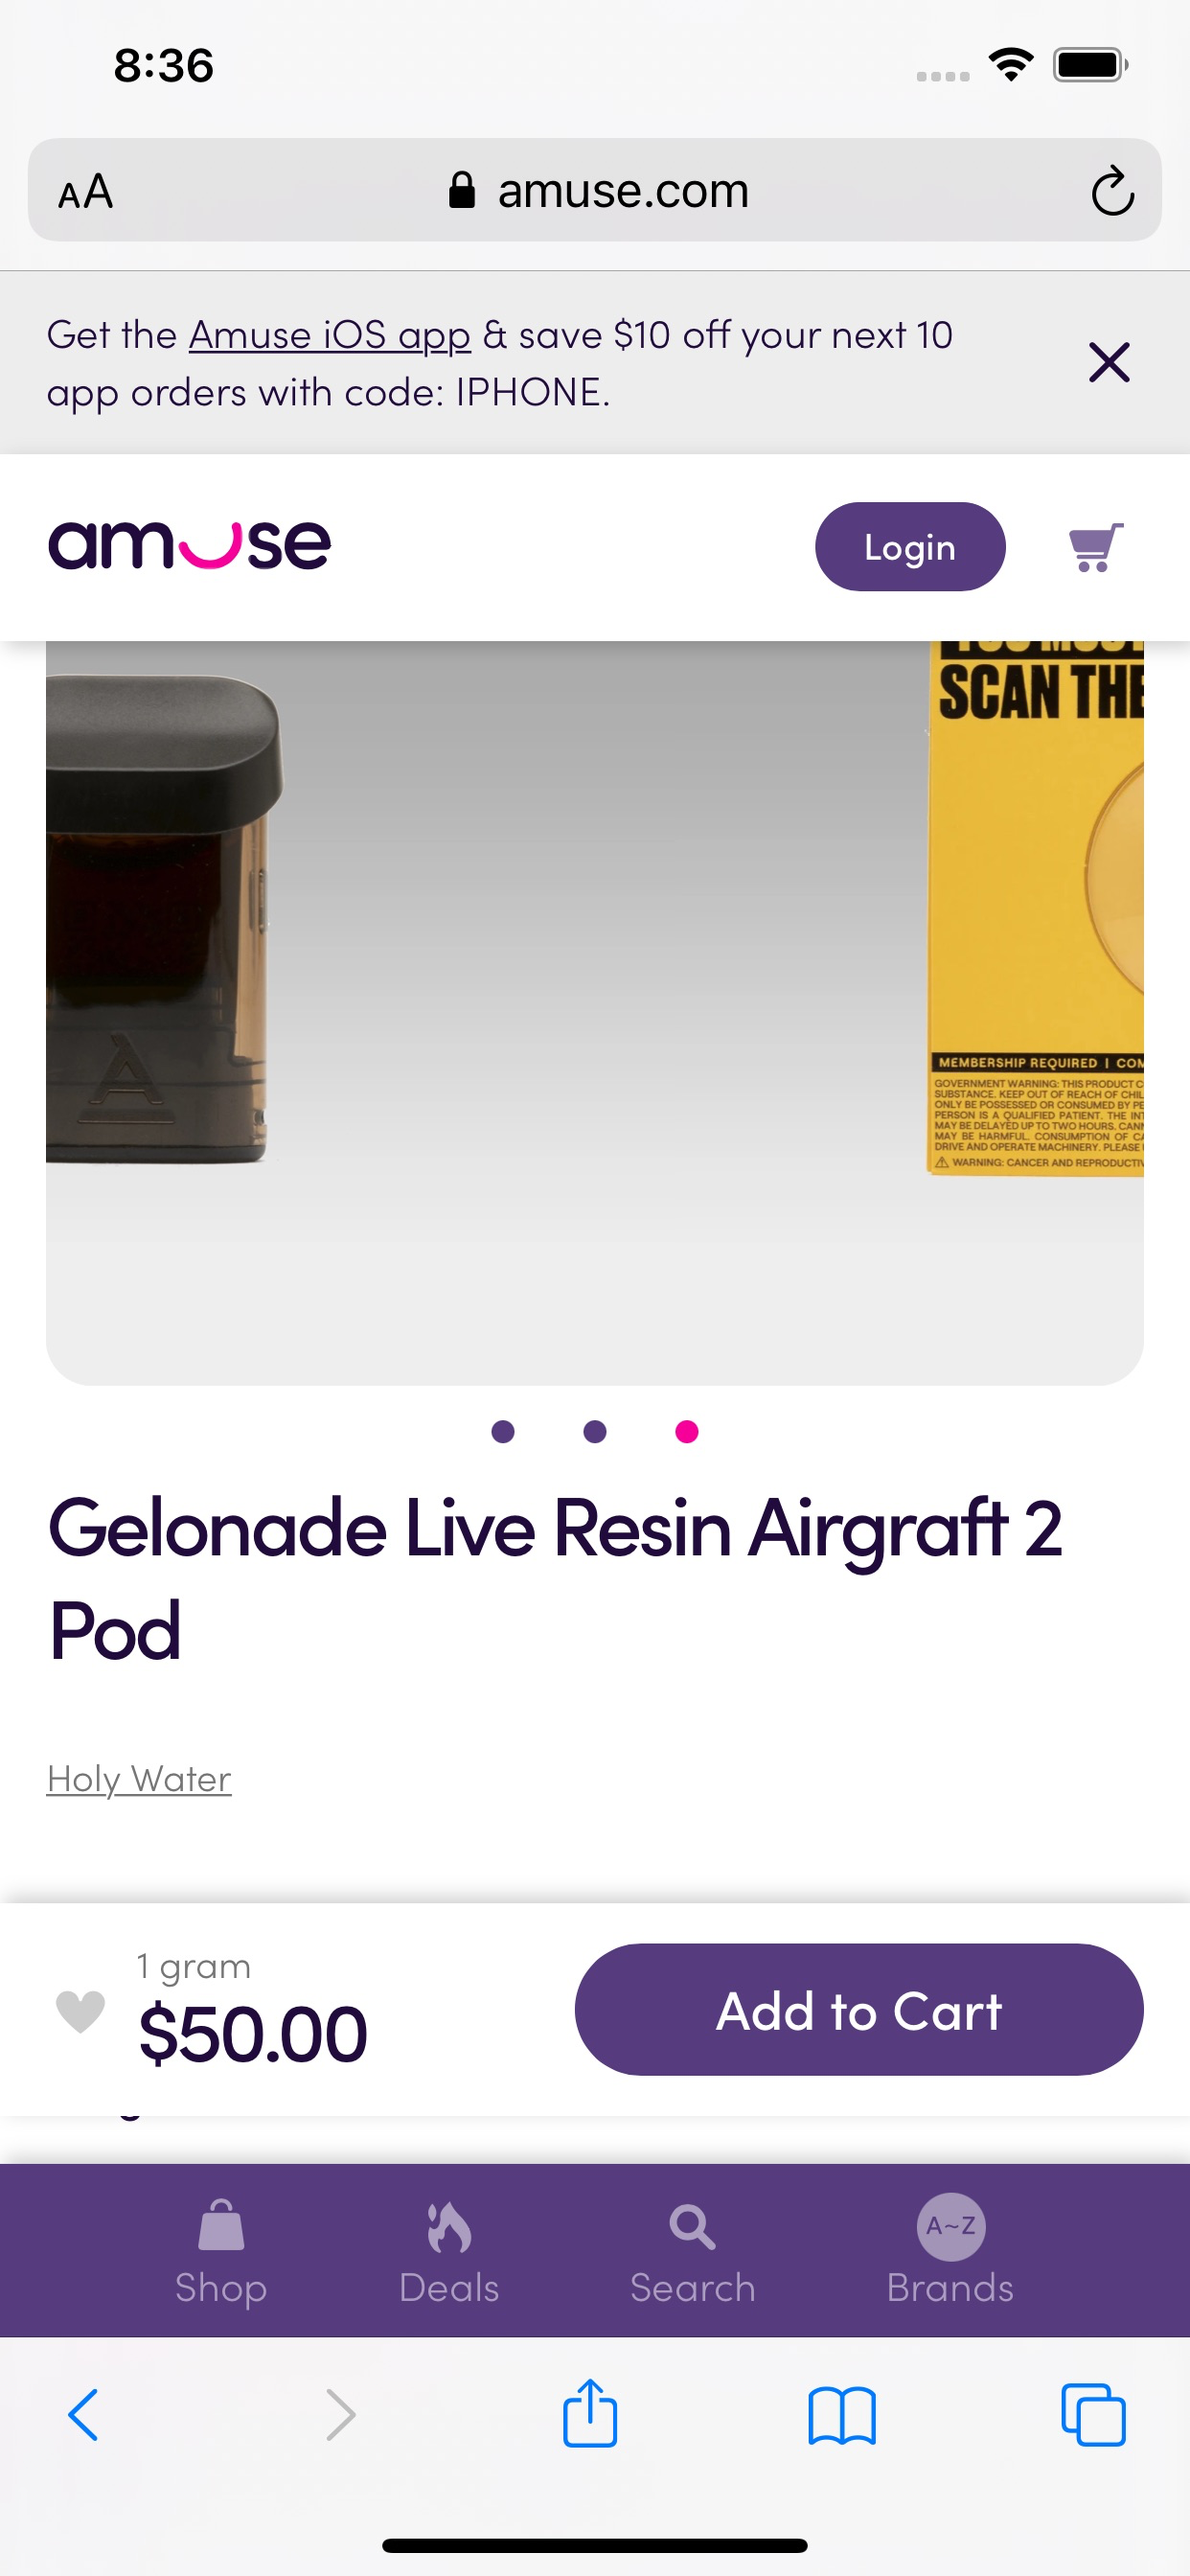 8:36
AA
amuse.com
Get the Amuse iOS app & save $10 off your next 10
app orders with code: IPHONE.
amuse
Login
SCAN THE
MEMBERSHIP REQUIRED | COM
GOVERNMENT WARNING: THIS PRODUCT C
SUBSTANCE. KEEP OUT OF REACH OF CHIL
ONLY BE POSSESSED OR CONSUMED BY PE
PERSON IS A QUALIFIED PATIENT. THE INT
MAY BE DELAYED UP TO TWO HOURS. CANN
MAY BE HARMFUL. CONSUMPTION OF CA
DRIVE AND OPERATE MACHINERY. PLEASE
WARNING: CANCER AND REPRODUCTIV
A
Gelonade Live Resin Airgraft 2
Pod
Holy Water
1 gram
$50.00
Add to Cart
A~Z
Shop
Deals
Search
Brands